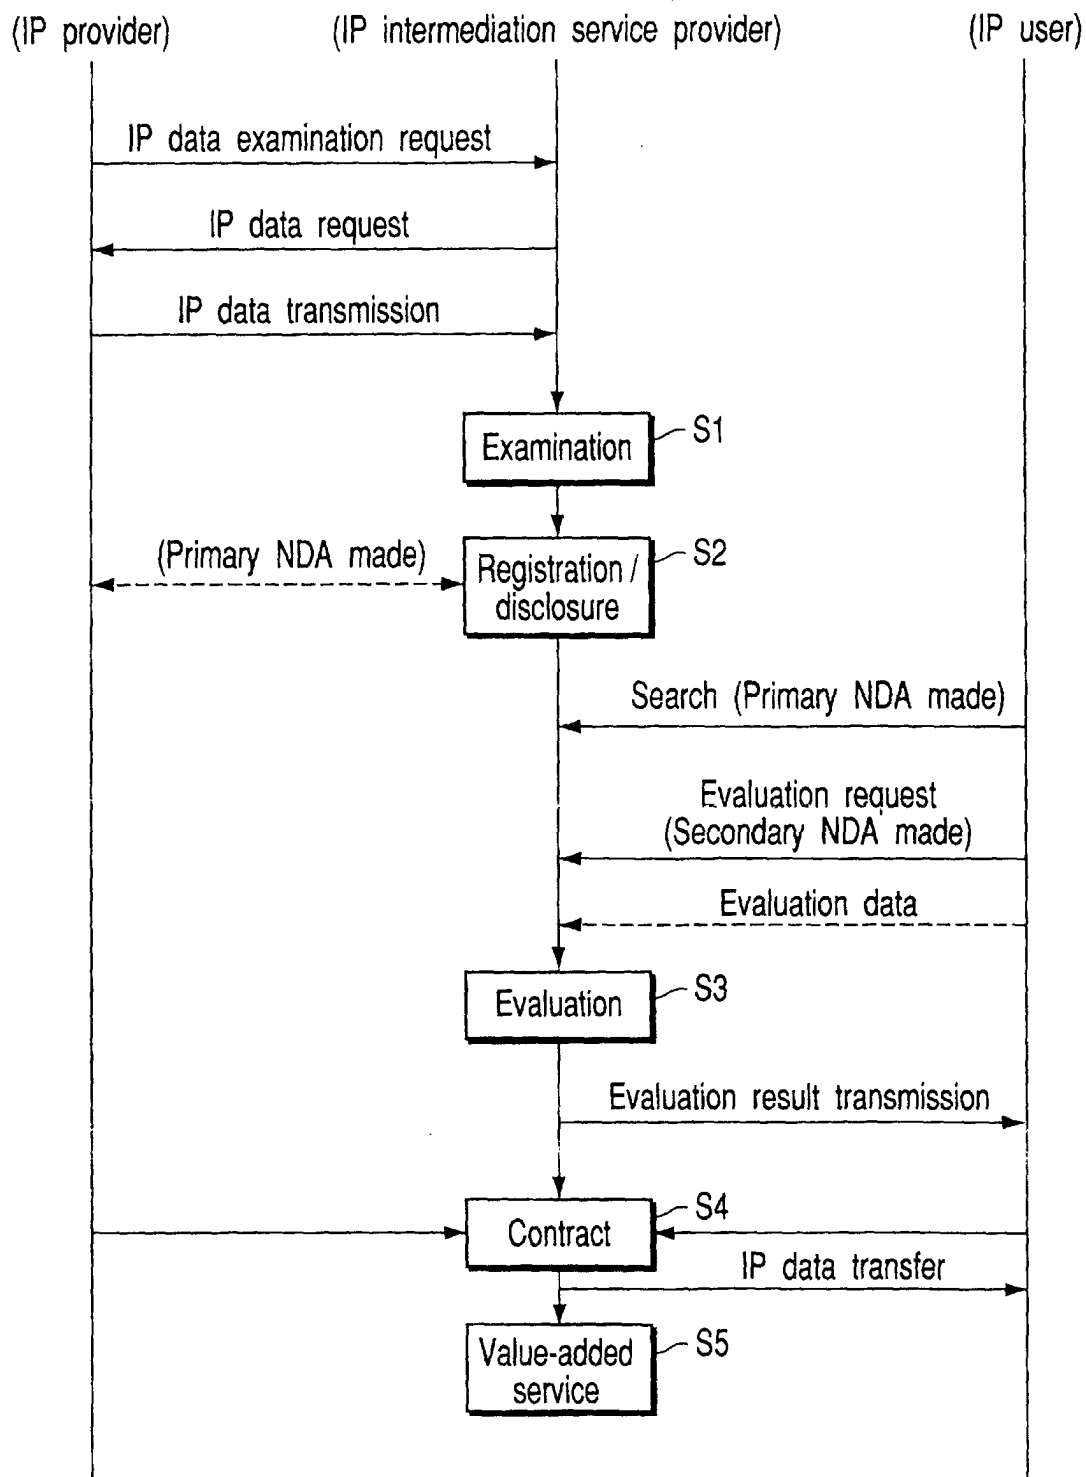 (IP provider)
(IP intermediation service provider)
(IP user)
IP data examination request
IP data request
IP data transmission
Examination
S1
(Primary NDA made)
Registration /
disclosure
S2
Search (Primary NDA made)
Evaluation request
(Secondary NDA made)
Evaluation data
Evaluation
S3
Evaluation result transmission
Contract
S4
IP data transfer
Value-added
service
S5